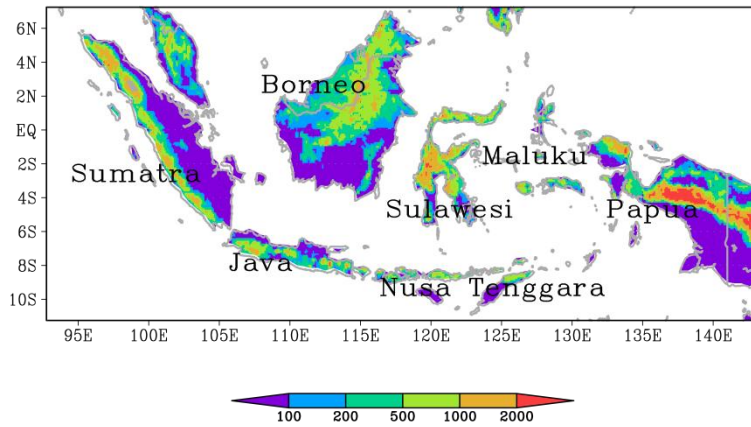 6N
4N
Borneo
2N
EQ
Maluku
2S
Sumatra
4S
Sulawesi
Papua
6S
Java
8S
Nusa Tenggara
10S
95E 100E 105E 110E 115E 120E 125E 130E 135E 140E
100 200 500 1000 2000